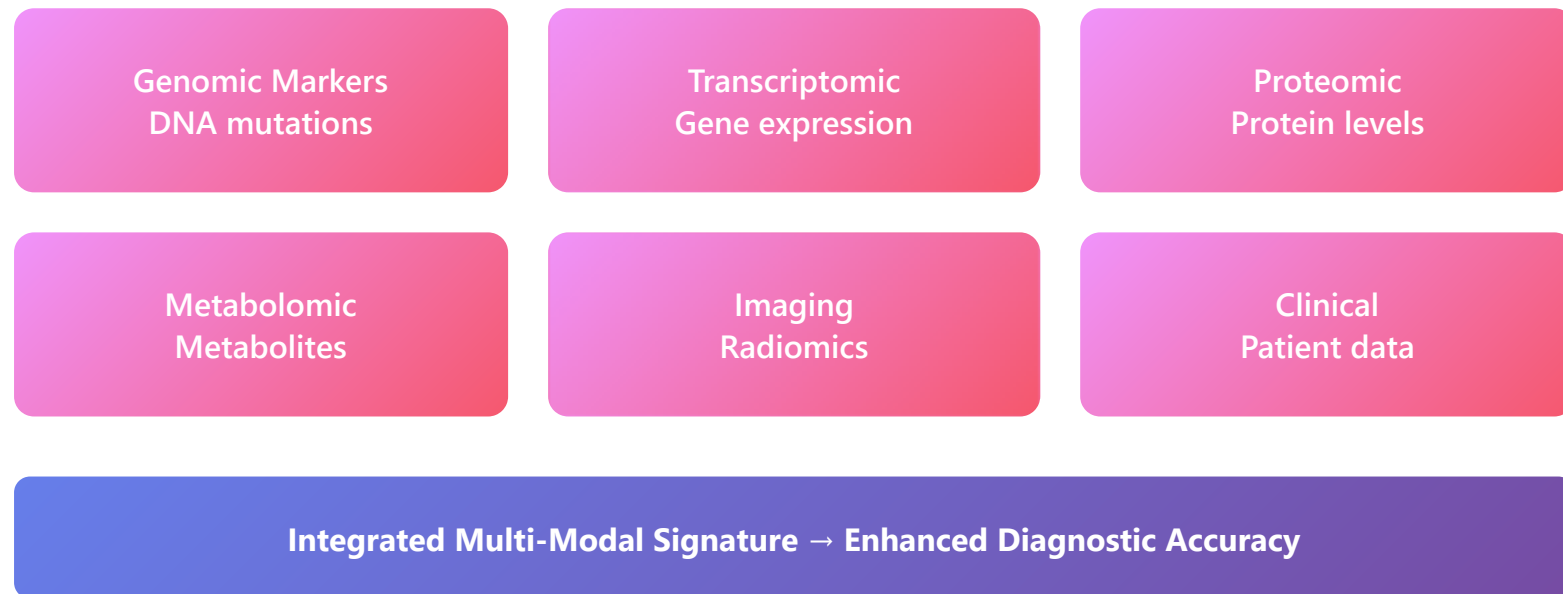 Genomic Markers
DNA mutations
Transcriptomic
Gene expression
Proteomic
Protein levels
Metabolomic
Metabolites
Imaging
Radiomics
Clinical
Patient data
Integrated Multi-Modal Signature → Enhanced Diagnostic Accuracy